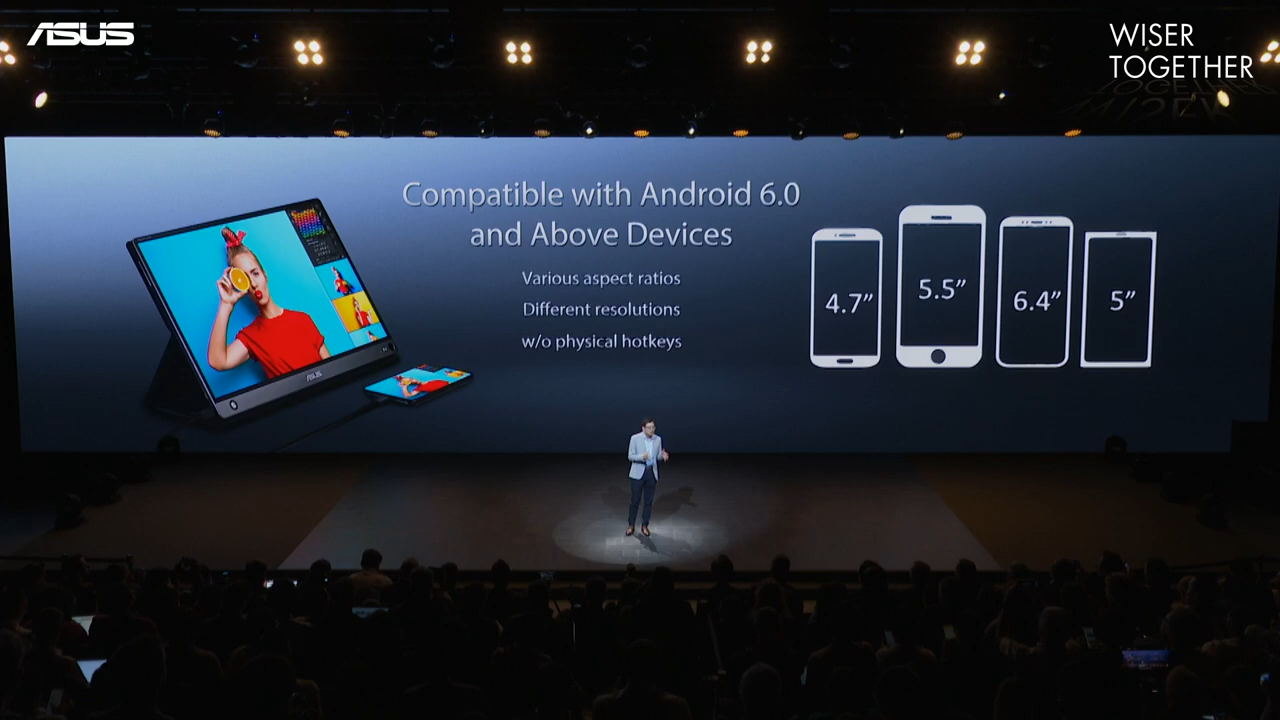 ASUS
WISER
TOGETHER
Compatible with Android 6.0
and Above Devices
Various aspect ratios
Different resolutions
w/o physical hotkeys
4.7”
5.5”
6.4”
5”
ASUS